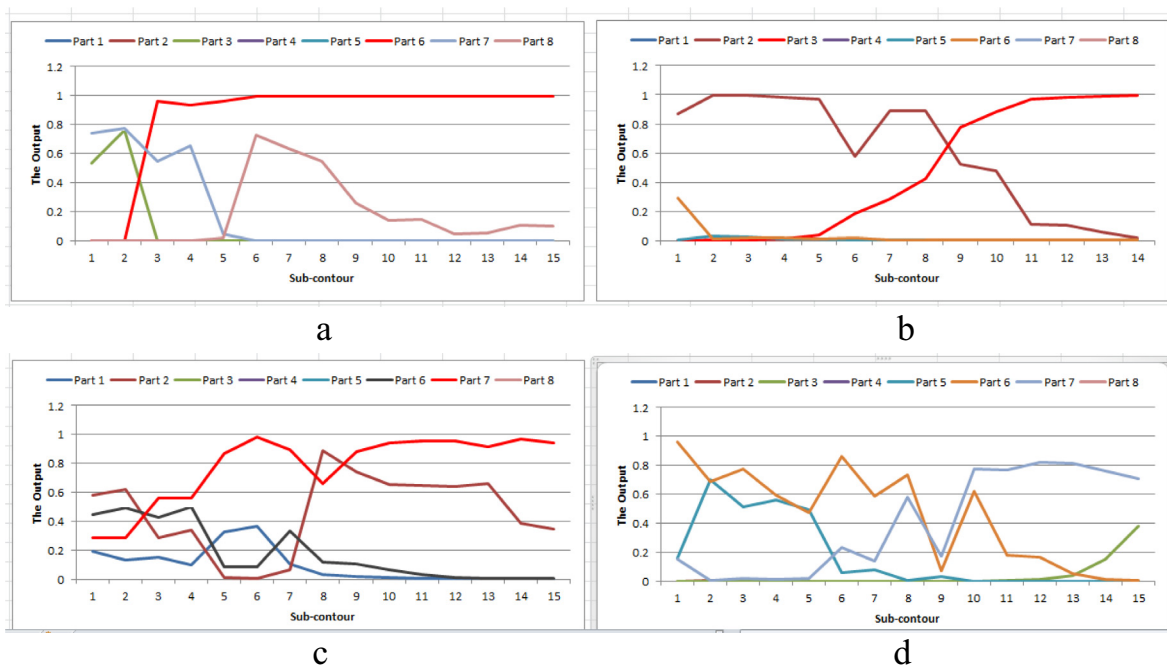 Part 1 Part 2 Part 3 Part 4 Part 5 Part 6 Part 7 Part 8
1.2
1
0.8
0.6
0.4
0.2
0
The Output
1 2 3 4 5 6 7 8 9 10 11 12 13 14 15
Sub-contour
a
Part 1 Part 2 Part 3 Part 4 Part 5 Part 6 Part 7 Part 8
1.2
1
0.8
0.6
0.4
0.2
0
The Output
1 2 3 4 5 6 7 8 9 10 11 12 13 14
Sub-contour
b
Part 1 Part 2 Part 3 Part 4 Part 5 Part 6 Part 7 Part 8
1.2
1
0.8
0.6
0.4
0.2
0
The Output
1 2 3 4 5 6 7 8 9 10 11 12 13 14 15
Sub-contour
c
Part 1 Part 2 Part 3 Part 4 Part 5 Part 6 Part 7 Part 8
1.2
1
0.8
0.6
0.4
0.2
0
The Output
1 2 3 4 5 6 7 8 9 10 11 12 13 14 15
Sub-contour
d